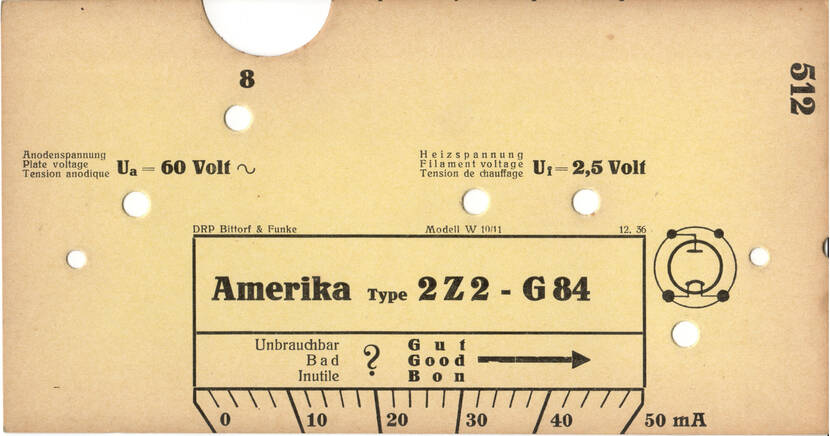 8
512
Anodenspannung
Plate voltage
Tension anodique
Ua = 60 Volt ~
Heizspannung
Filament voltage
Tension de chauffage
Uf = 2,5 Volt
DRP Bittorf & Funke Modell W 19/11 12. 36
Amerika Type 2Z2 - G84
Unbrauchbar
Bad
Inutile
?
Gut
Good
Bon
0 10 20 30 40 50 mA